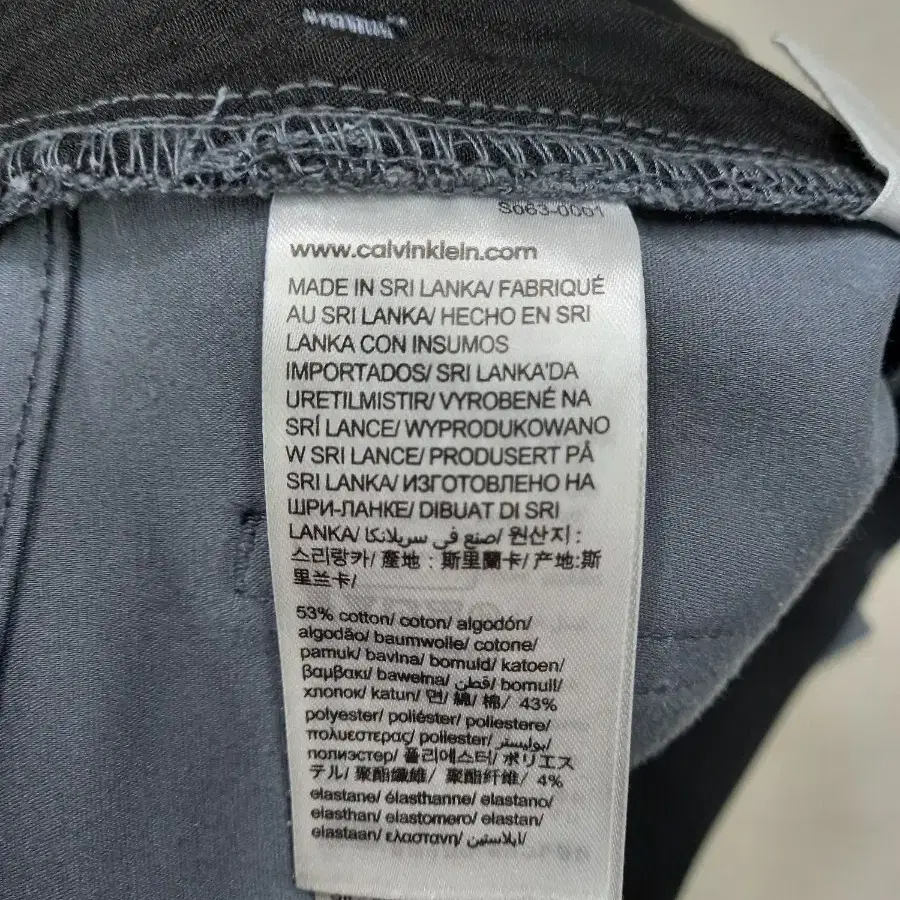 S063-0001
www.calvinklein.com
MADE IN SRI LANKA/ FABRIQUÉ
AU SRI LANKA/ HECHO EN SRI
LANKA CON INSUMOS
IMPORTADOS/ SRI LANKA'DA
URETILMISTIR/ VYROBENÉ NA
SRÍ LANCE/ WYPRODUKOWANO
W SRI LANCE/ PRODUSERT PÅ
SRI LANKA/ ИЗГОТОВЛЕНО НА
ШРИ-ЛАНКЕ/ DIBUAT DI SRI
LANKA/ صنع في سريلانكا/ 원산지 :
스리랑카/ 產地 : 斯里蘭卡/ 产地:斯
里兰卡/
53% cotton/ coton/ algodón/
algodão/ baumwolle/ cotone/
pamuk/ bavlna/ bomuld/ katoen/
βαμβακι/ bawełna/ قطن/ bomull/
хлопок/ katun/ 면/ 綿/ 棉/ 43%
polyester/ poliéster/ poliestere/
πολυεστερας/ poliester/ بوليستر/
полиэстер/ 폴리에스터/ ポリエス
テル/ 聚酯纖維/ 聚酯纤维/ 4%
elastane/ élasthanne/ elastano/
elasthan/ elastomero/ elastan/
elastaan/ ελαστανη/ ايلاستين/